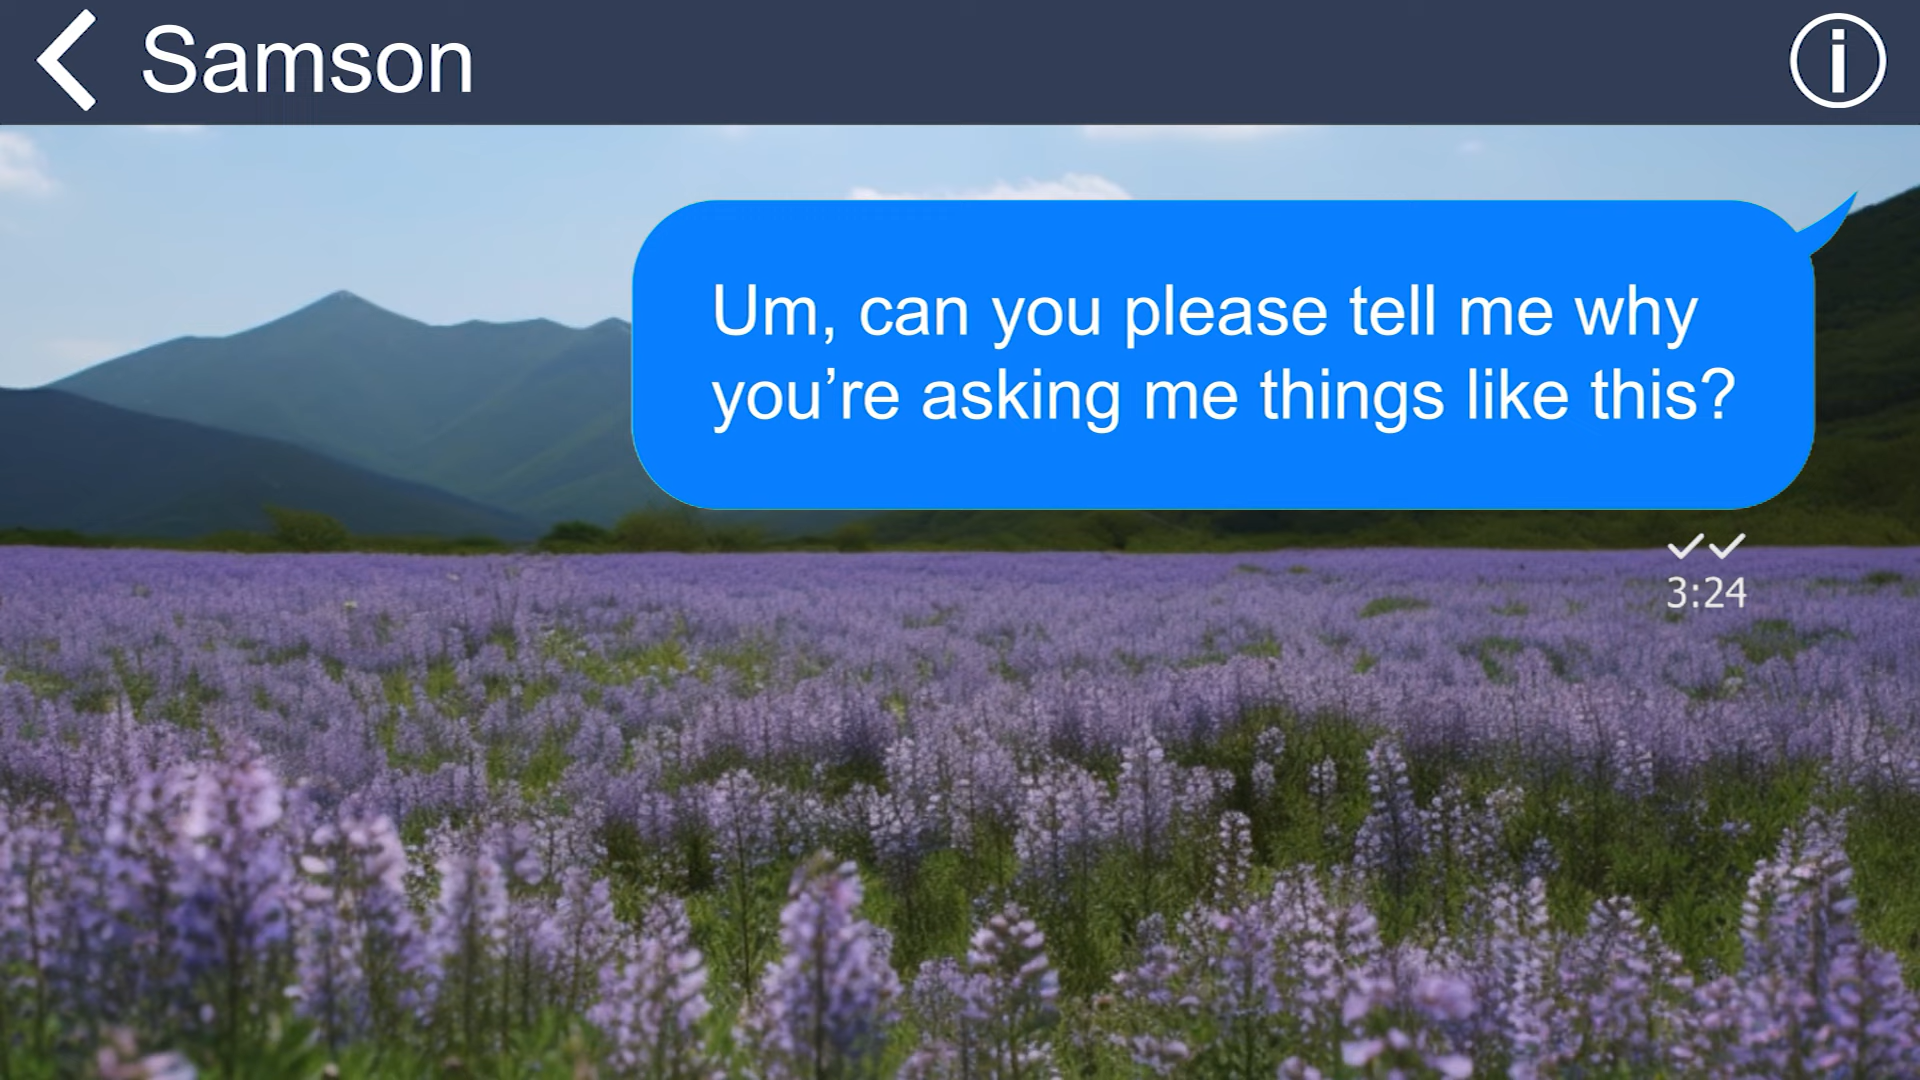 Samson
Um, can you please tell me why
you’re asking me things like this?
3:24